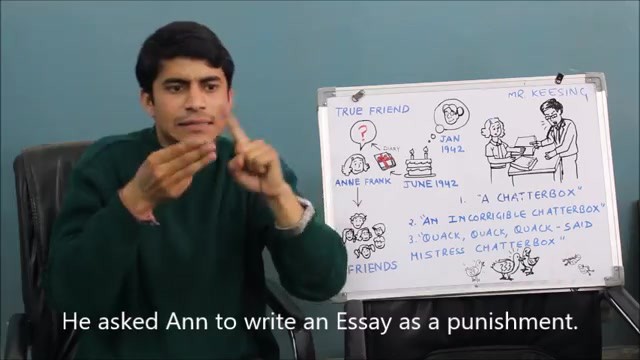 MR. KEESING
TRUE FRIEND
?
DIARY
JAN
1942
ANNE FRANK
JUNE 1942
1. "A CHATTERBOX"
2. "AN INCORRIGIBLE CHATTERBOX"
3. "QUACK, QUACK, QUACK - SAID
MISTRESS CHATTERBOX"
FRIENDS
He asked Ann to write an Essay as a punishment.